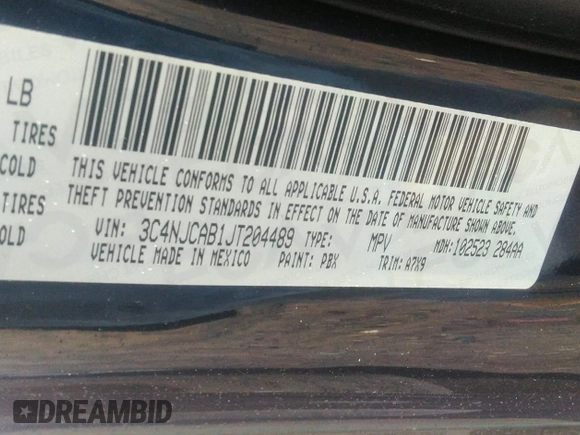 LB
TIRES
COLD
TIRES
COLD
THIS VEHICLE CONFORMS TO ALL APPLICABLE U.S.A. FEDERAL MOTOR VEHICLE SAFETY AND
THEFT PREVENTION STANDARDS IN EFFECT ON THE DATE OF MANUFACTURE SHOWN ABOVE.
VIN: 3C4NJCAB1JT204489 TYPE: MPV MDH:102523 284AA
VEHICLE MADE IN MEXICO PAINT: PBX TRIM: A7X9
DREAMBID